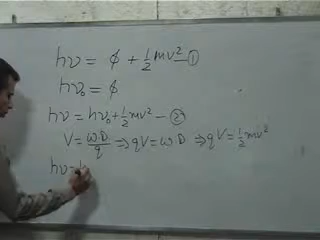 hν = ϕ + ½mv² — ①
hν₀ = ϕ
hν = hν₀ + ½mv² — ②
V = W.D/q ⇒ qV = W.D ⇒ qV = ½mv²
hν =